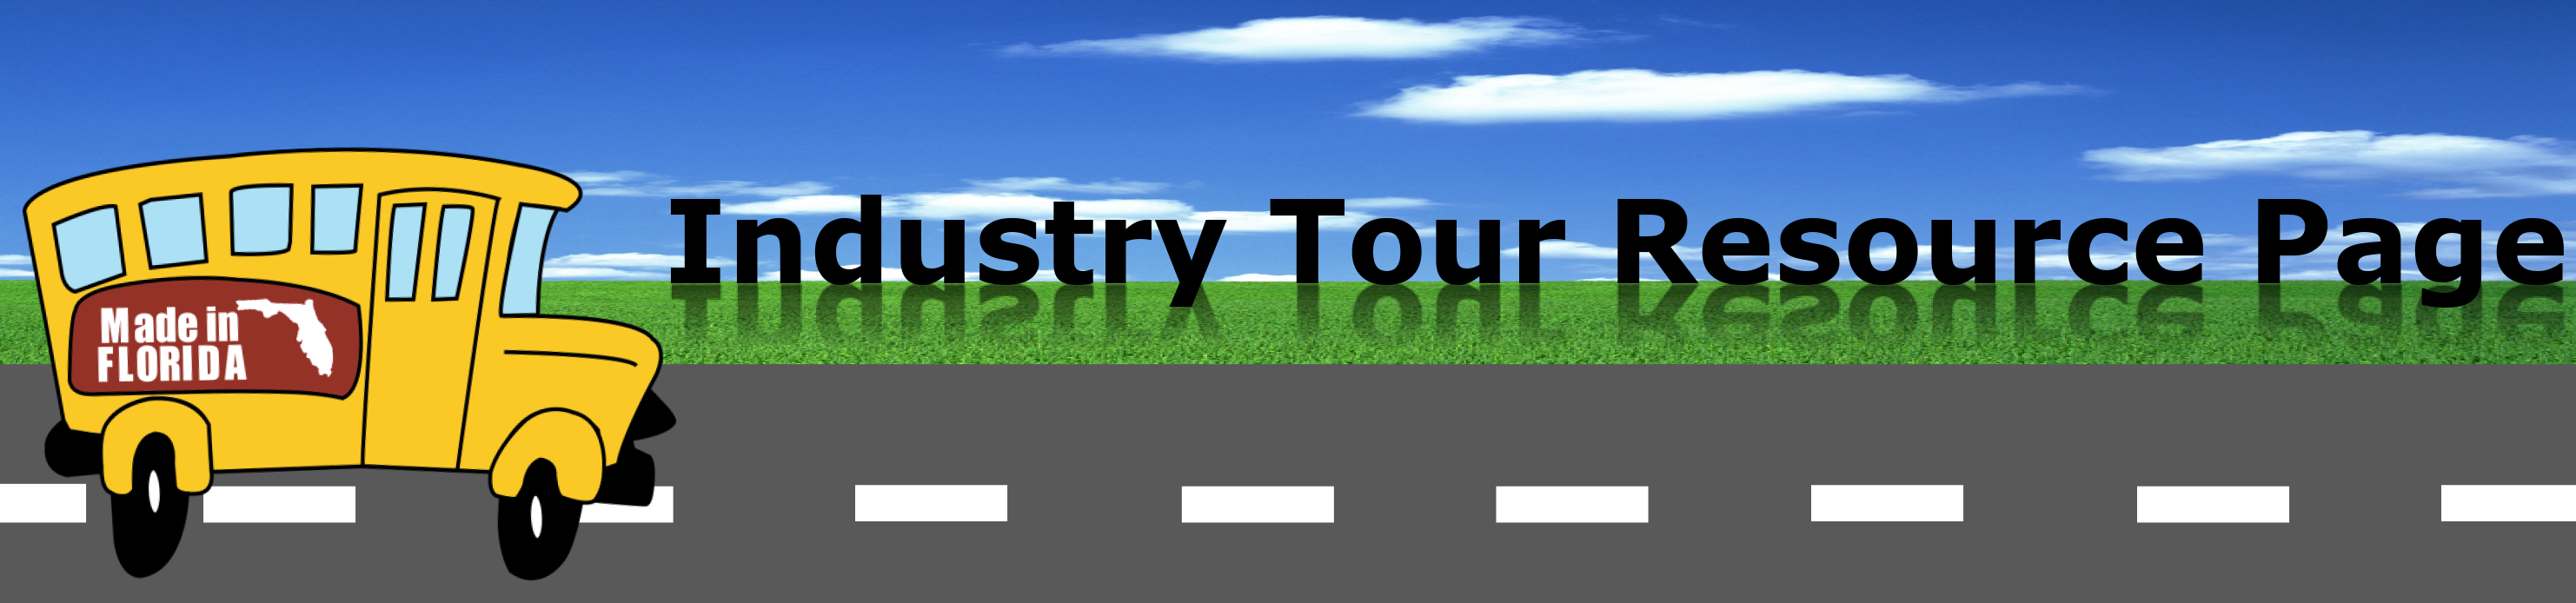 Industry Tour Resource Page
Made in
FLORIDA